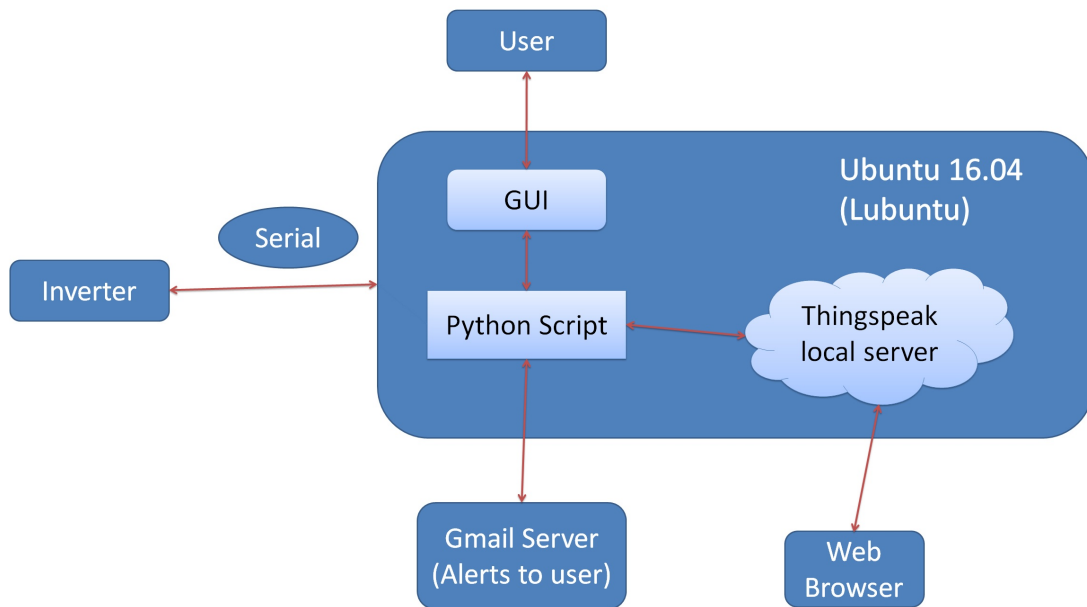 User
Ubuntu 16.04
(Lubuntu)
GUI
Serial
Inverter
Python Script
Thingspeak
local server
Gmail Server
(Alerts to user)
Web
Browser